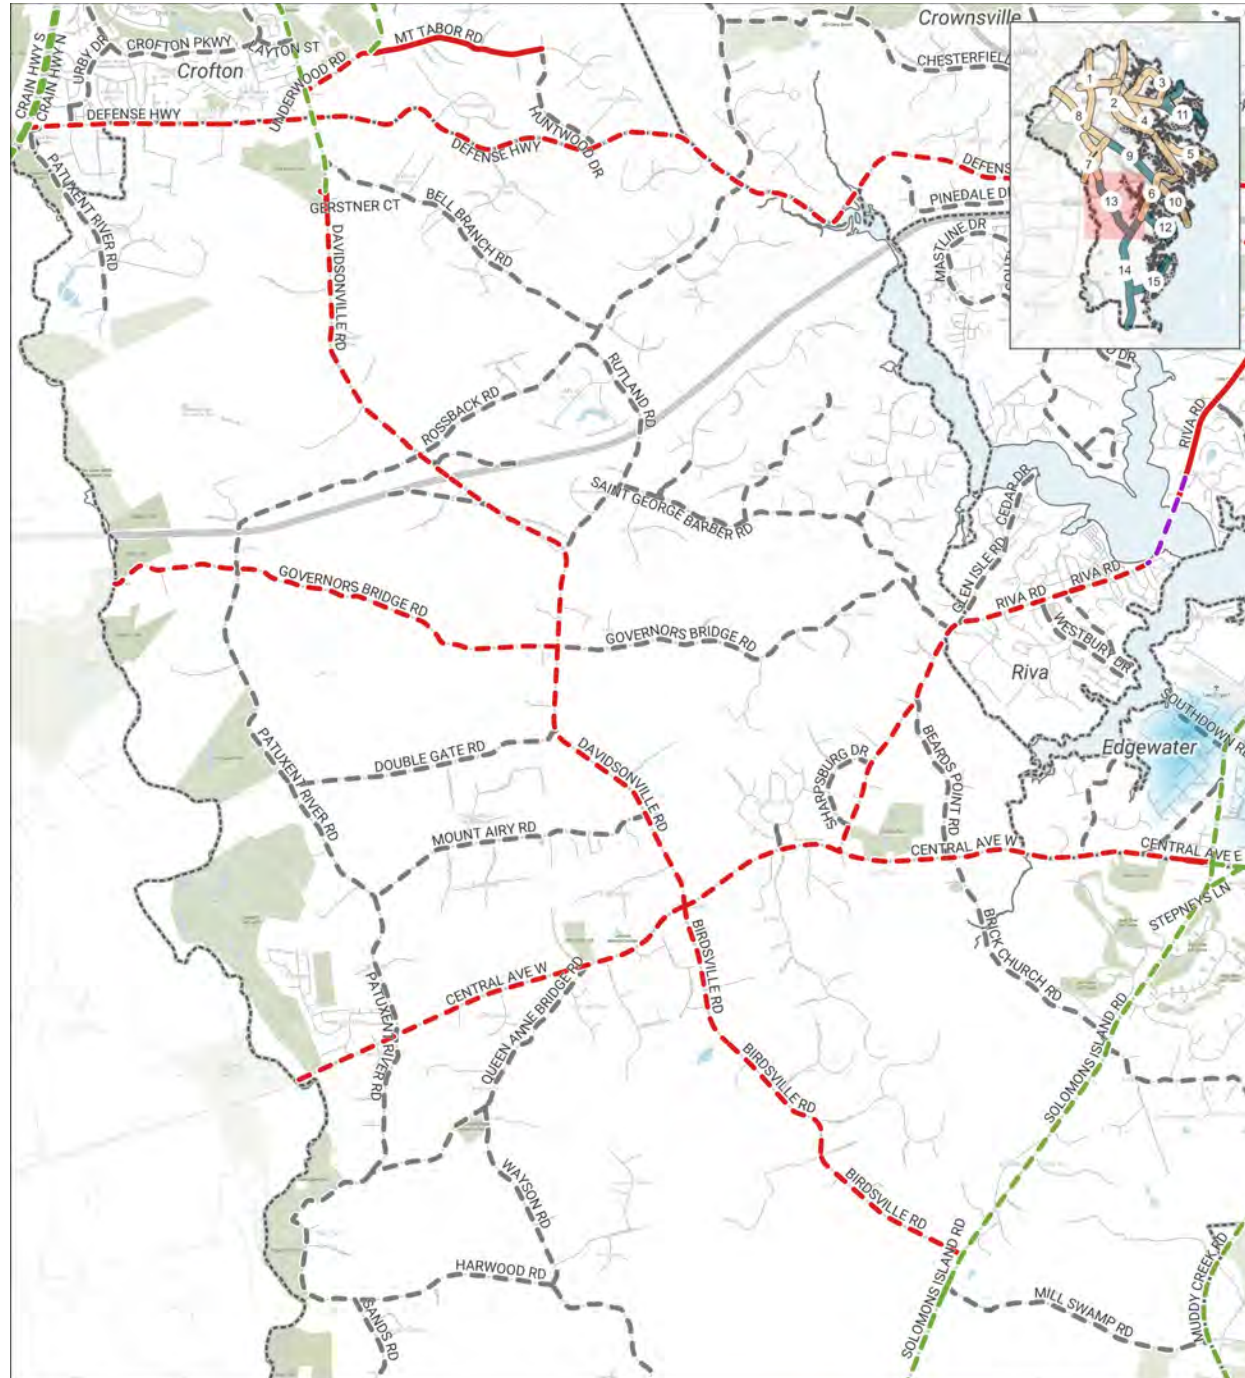 Crownsville
CHESTERFIELD
CRAIN HWY S
CRAIN HWY N
URBY DR
CROFTON PKWY
LAYTON ST
Crofton
MT TABOR RD
UNDERWOOD RD
DEFENSE HWY
DEFENSE HWY
HUNTWOOD DR
DEFENS
PINEDALE D
MASTLINE DR
PATUXENT RIVER RD
GERSTNER CT
BELL BRANCH RD
DAVIDSONVILLE RD
1
2
3
4
11
8
5
9
7
6
10
13
12
14
15
DR
RUTLAND RD
ROSSBACK RD
RIVA RD
SAINT GEORGE BARBER RD
CEDAR DR
GLEN ISLE RD
RIVA RD
RIVA RD
GOVERNORS BRIDGE RD
GOVERNORS BRIDGE RD
WESTBURY DR
Riva
SOUTHDOWN RD
Edgewater
PATUXENT RIVER RD
DOUBLE GATE RD
DAVIDSONVILLE RD
SHARPSBURG DR
BEARDS POINT RD
MOUNT AIRY RD
CENTRAL AVE W
CENTRAL AVE E
STEPNEYS LN
BIRDSVILLE RD
BRICK CHURCH RD
CENTRAL AVE W
PATUXENT RIVER RD
QUEEN ANNE BRIDGE RD
BIRDSVILLE RD
SOLOMONS ISLAND RD
WAYSON RD
BIRDSVILLE RD
HARWOOD RD
SANDS RD
SOLOMONS ISLAND RD
MILL SWAMP RD
MUDDY CREEK RD